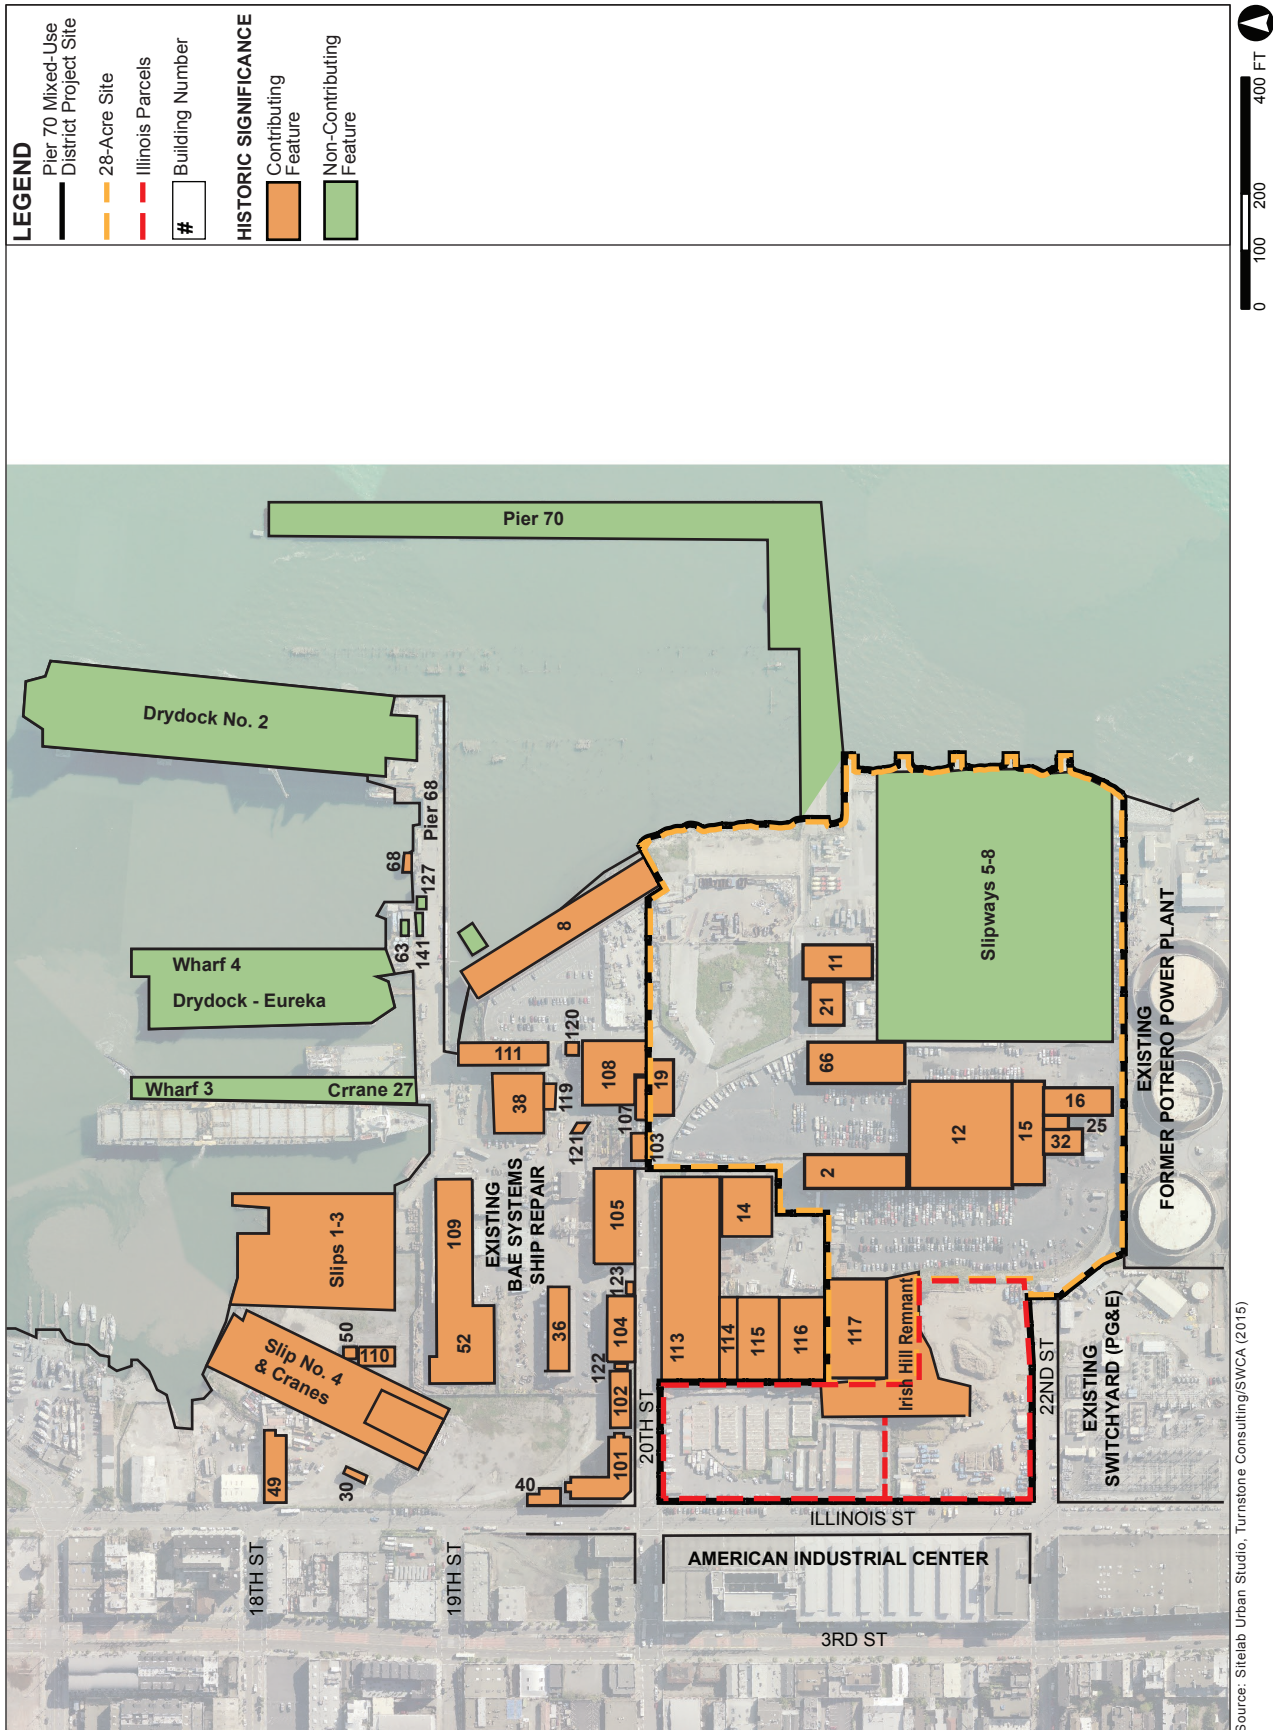 LEGEND
Pier 70 Mixed-Use
District Project Site
28-Acre Site
Illinois Parcels
#
Building Number
HISTORIC SIGNIFICANCE
Contributing
Feature
Non-Contributing
Feature
0
100
200
400 FT
Drydock No. 2
Pier 70
Wharf 4
Drydock - Eureka
Wharf 3
Crrane 27
Pier 68
68
63
141
127
Slips 1-3
Slip No. 4
& Cranes
50
110
49
30
18TH ST
19TH ST
109
52
EXISTING
BAE SYSTEMS
SHIP REPAIR
111
38
119
120
121
8
108
107
19
103
105
123
36
104
122
102
101
40
20TH ST
113
114
115
116
14
117
Irish Hill Remnant
2
12
15
16
25
32
66
21
11
Slipways 5-8
22ND ST
ILLINOIS ST
AMERICAN INDUSTRIAL CENTER
3RD ST
EXISTING
SWITCHYARD (PG&E)
EXISTING
FORMER POTRERO POWER PLANT
Source: Sitelab Urban Studio, Turnstone Consulting/SWCA (2015)